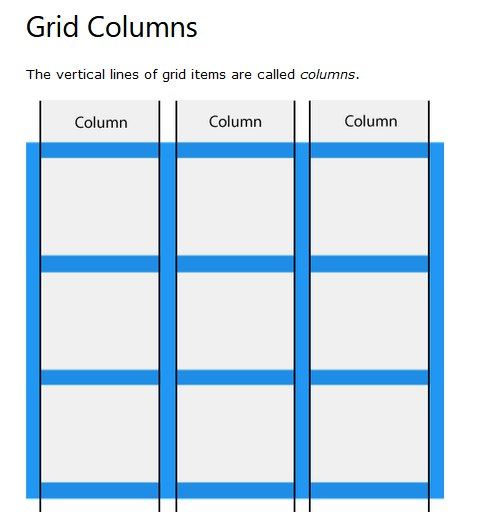 Grid Columns
The vertical lines of grid items are called columns.
Column Column Column